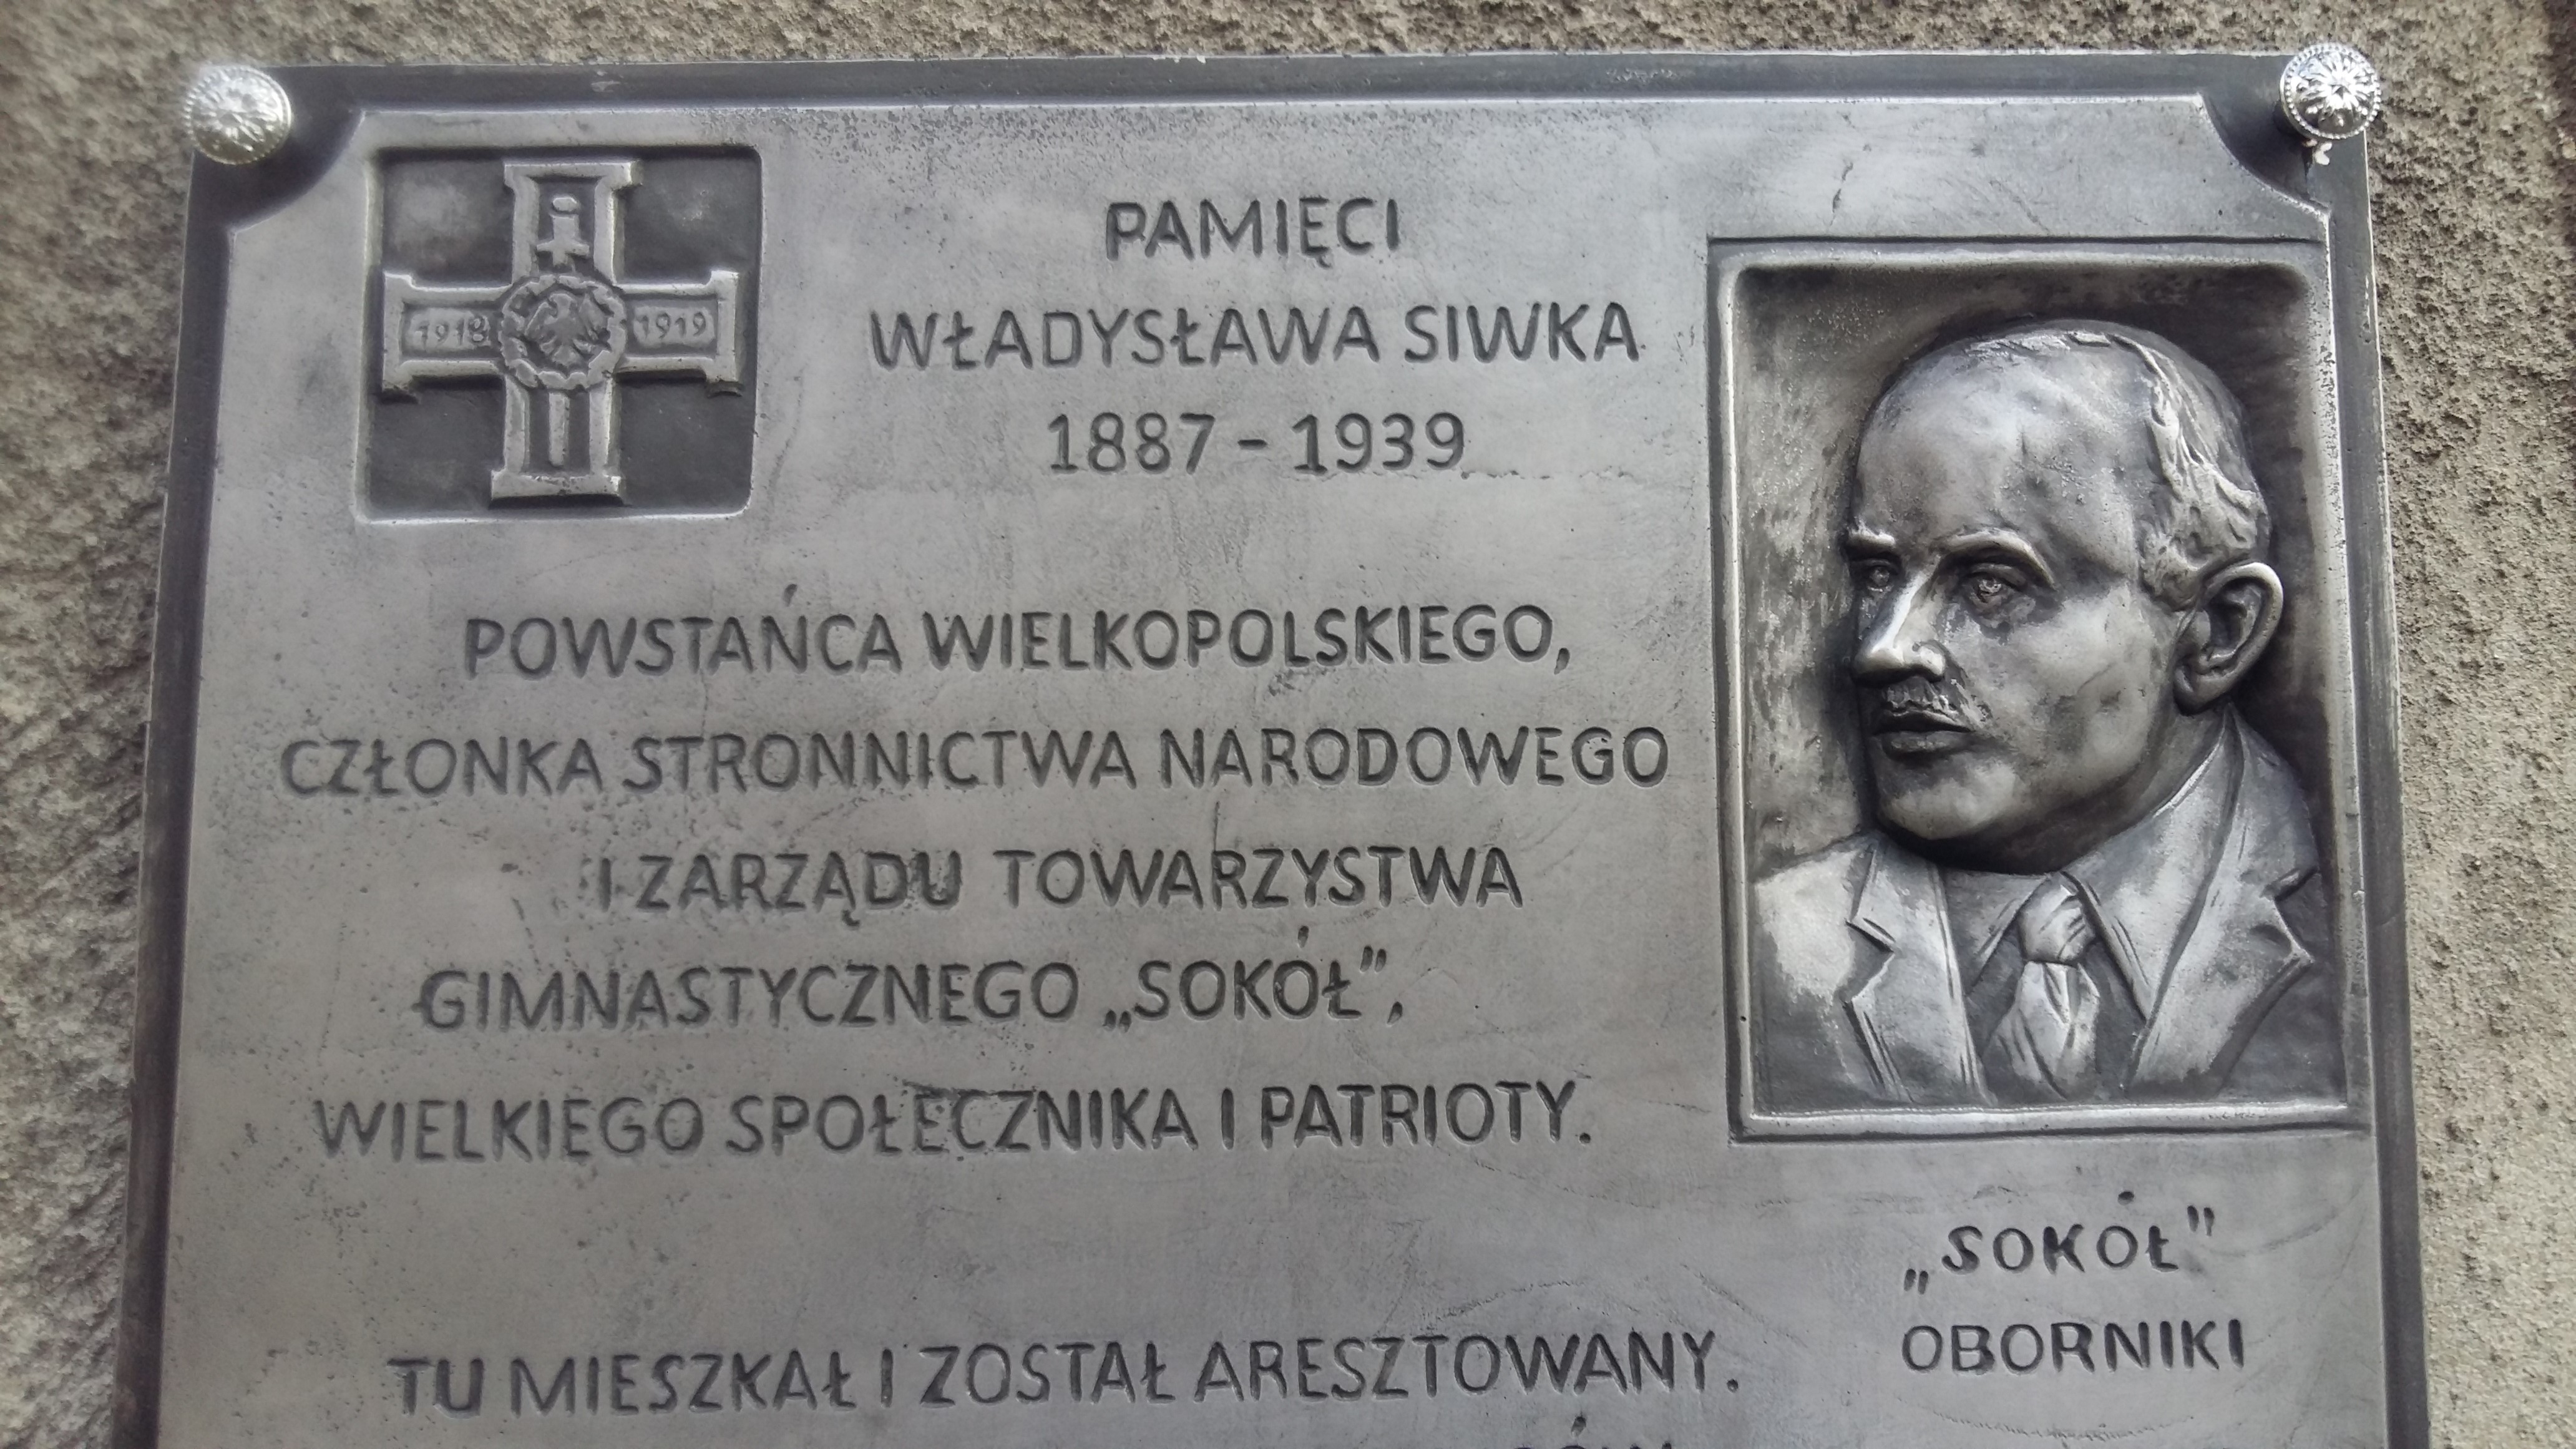 1918 1919
PAMIĘCI
WŁADYSŁAWA SIWKA
1887 - 1939
POWSTAŃCA WIELKOPOLSKIEGO,
CZŁONKA STRONNICTWA NARODOWEGO
I ZARZĄDU TOWARZYSTWA
GIMNASTYCZNEGO „SOKÓŁ",
WIELKIEGO SPOŁECZNIKA I PATRIOTY.
„SOKÓŁ"
OBORNIKI
TU MIESZKAŁ I ZOSTAŁ ARESZTOWANY.